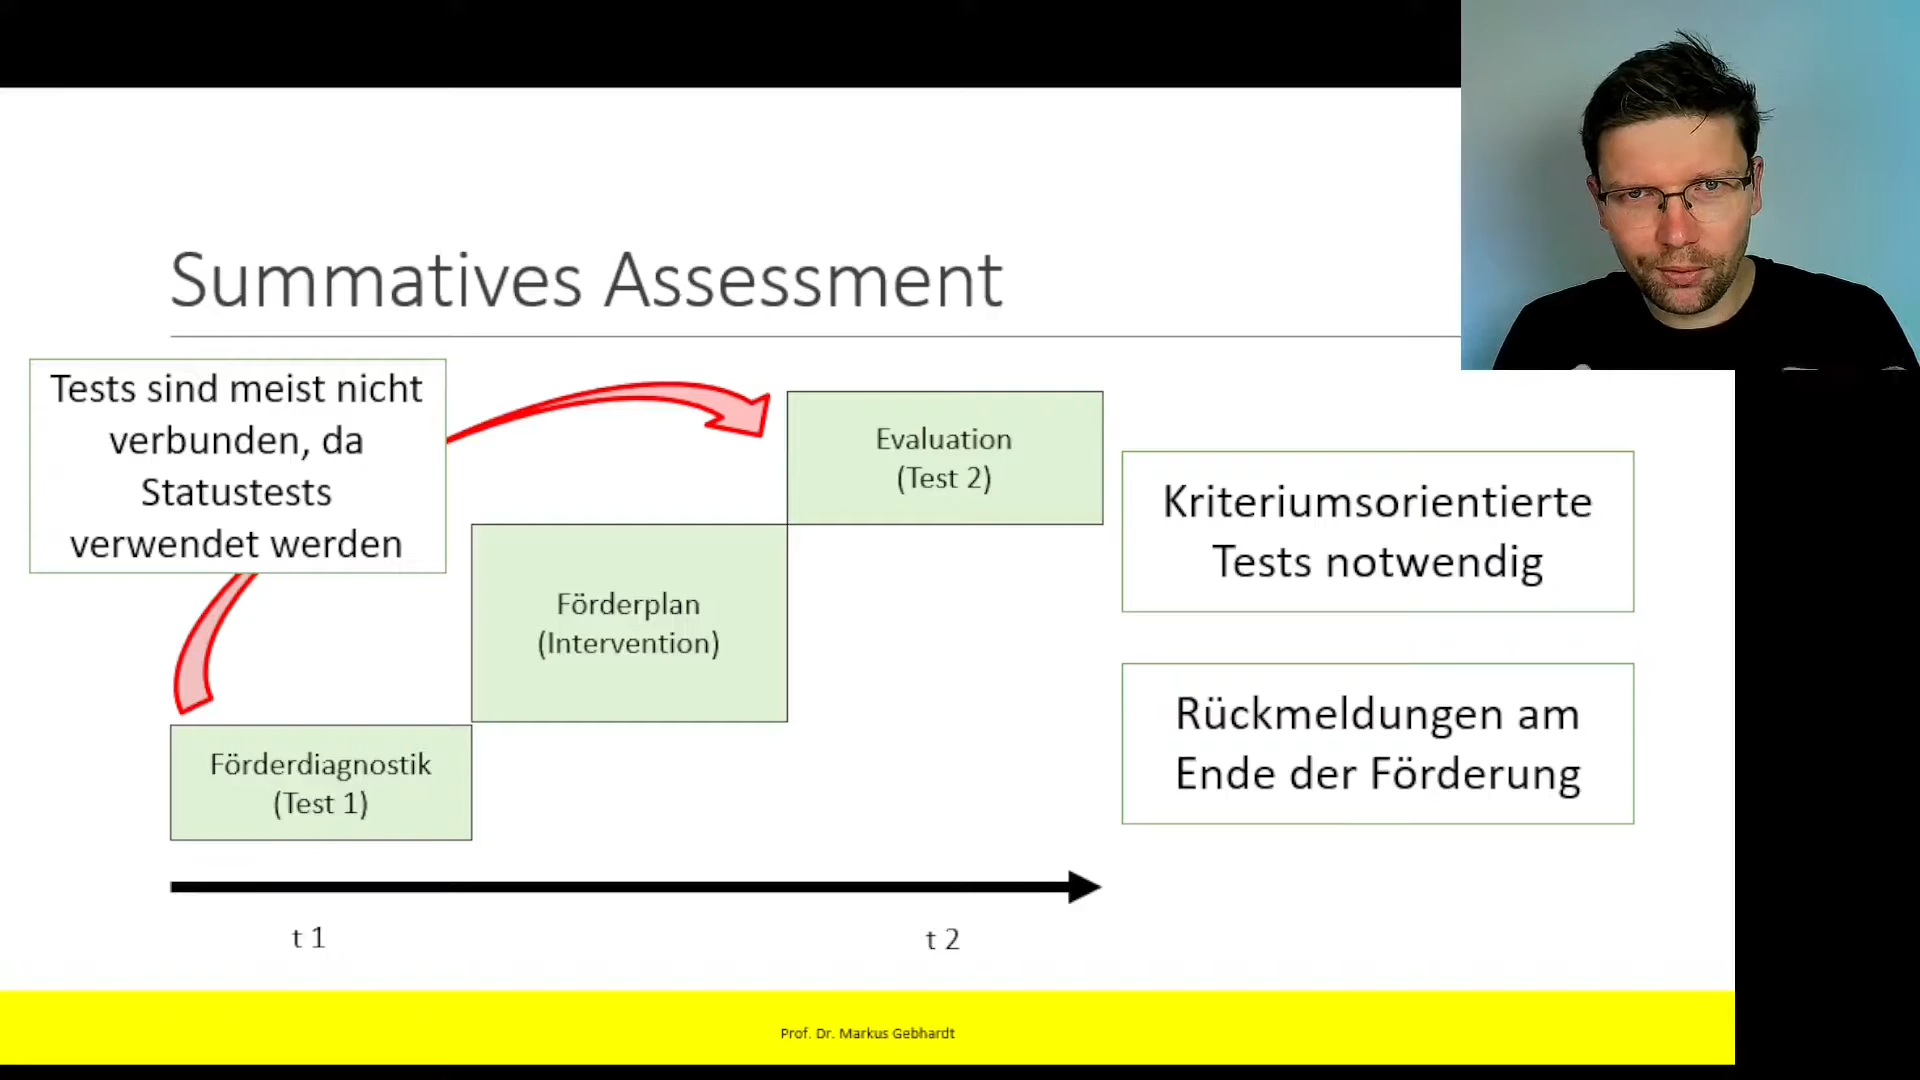 Summatives Assessment
Tests sind meist nicht
verbunden, da
Statustests
verwendet werden
Evaluation
(Test 2)
Kriteriumsorientierte
Tests notwendig
Förderplan
(Intervention)
Rückmeldungen am
Ende der Förderung
Förderdiagnostik
(Test 1)
t 1
t 2
Prof. Dr. Markus Gebhardt